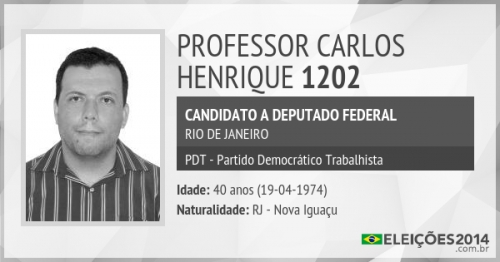 PROFESSOR CARLOS
HENRIQUE 1202
CANDIDATO A DEPUTADO FEDERAL
RIO DE JANEIRO
PDT - Partido Democrático Trabalhista
Idade: 40 anos (19-04-1974)
Naturalidade: RJ - Nova Iguaçu
ELEIÇÕES2014
.com.br